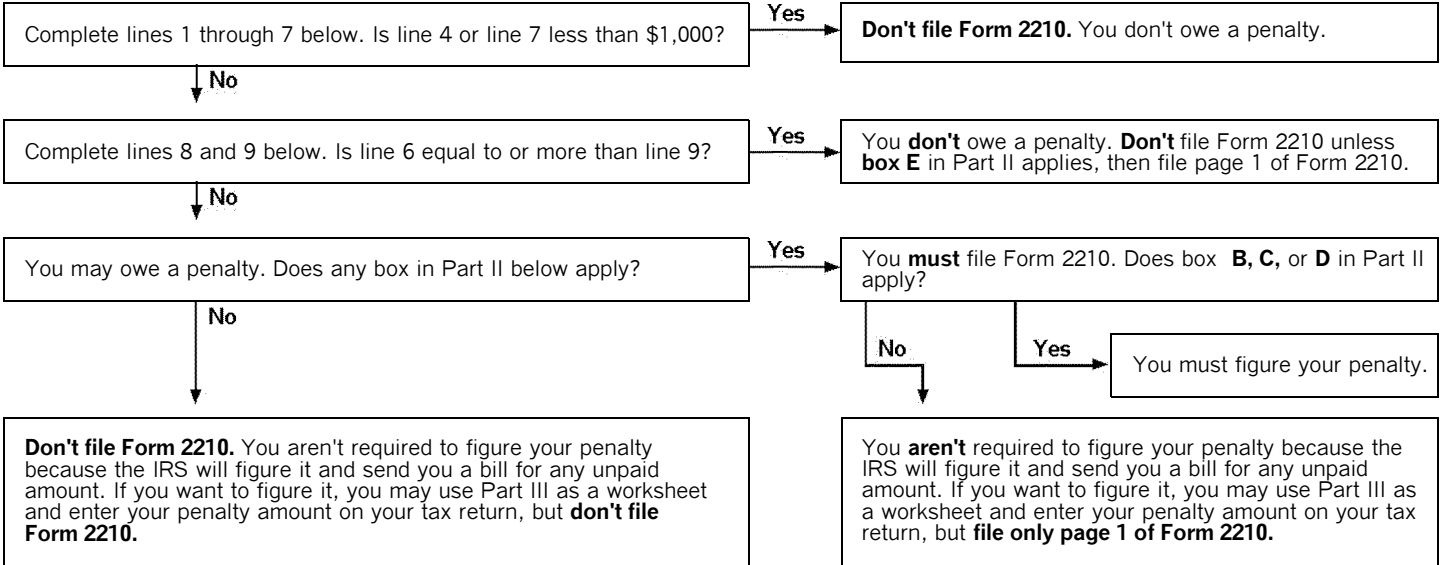 Complete lines 1 through 7 below. Is line 4 or line 7 less than $1,000?
Yes
Don't file Form 2210. You don't owe a penalty.
No
Complete lines 8 and 9 below. Is line 6 equal to or more than line 9?
Yes
You don't owe a penalty. Don't file Form 2210 unless
box E in Part II applies, then file page 1 of Form 2210.
No
You may owe a penalty. Does any box in Part II below apply?
Yes
You must file Form 2210. Does box B, C, or D in Part II
apply?
No
No
Yes
You must figure your penalty.
Don't file Form 2210. You aren't required to figure your penalty
because the IRS will figure it and send you a bill for any unpaid
amount. If you want to figure it, you may use Part III as a worksheet
and enter your penalty amount on your tax return, but don't file
Form 2210.
You aren't required to figure your penalty because the
IRS will figure it and send you a bill for any unpaid
amount. If you want to figure it, you may use Part III as
a worksheet and enter your penalty amount on your tax
return, but file only page 1 of Form 2210.